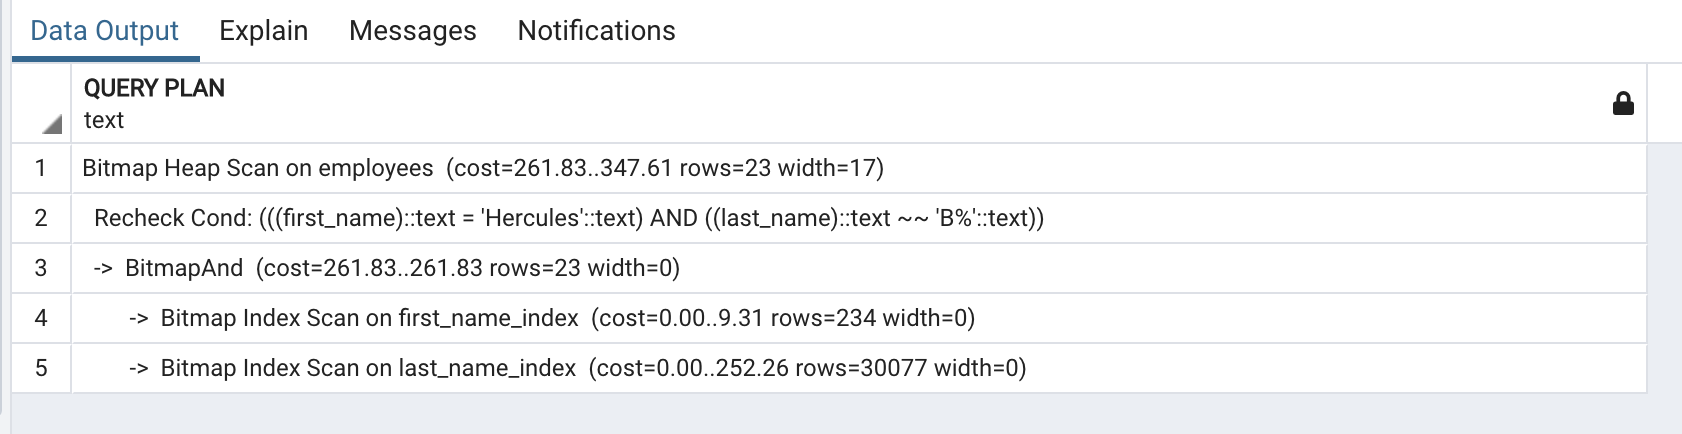 Data Output Explain Messages Notifications
QUERY PLAN
text
1 Bitmap Heap Scan on employees (cost=261.83..347.61 rows=23 width=17)
2 Recheck Cond: (((first_name)::text = 'Hercules'::text) AND ((last_name)::text ~~ 'B%'::text))
3 -> BitmapAnd (cost=261.83..261.83 rows=23 width=0)
4 -> Bitmap Index Scan on first_name_index (cost=0.00..9.31 rows=234 width=0)
5 -> Bitmap Index Scan on last_name_index (cost=0.00..252.26 rows=30077 width=0)